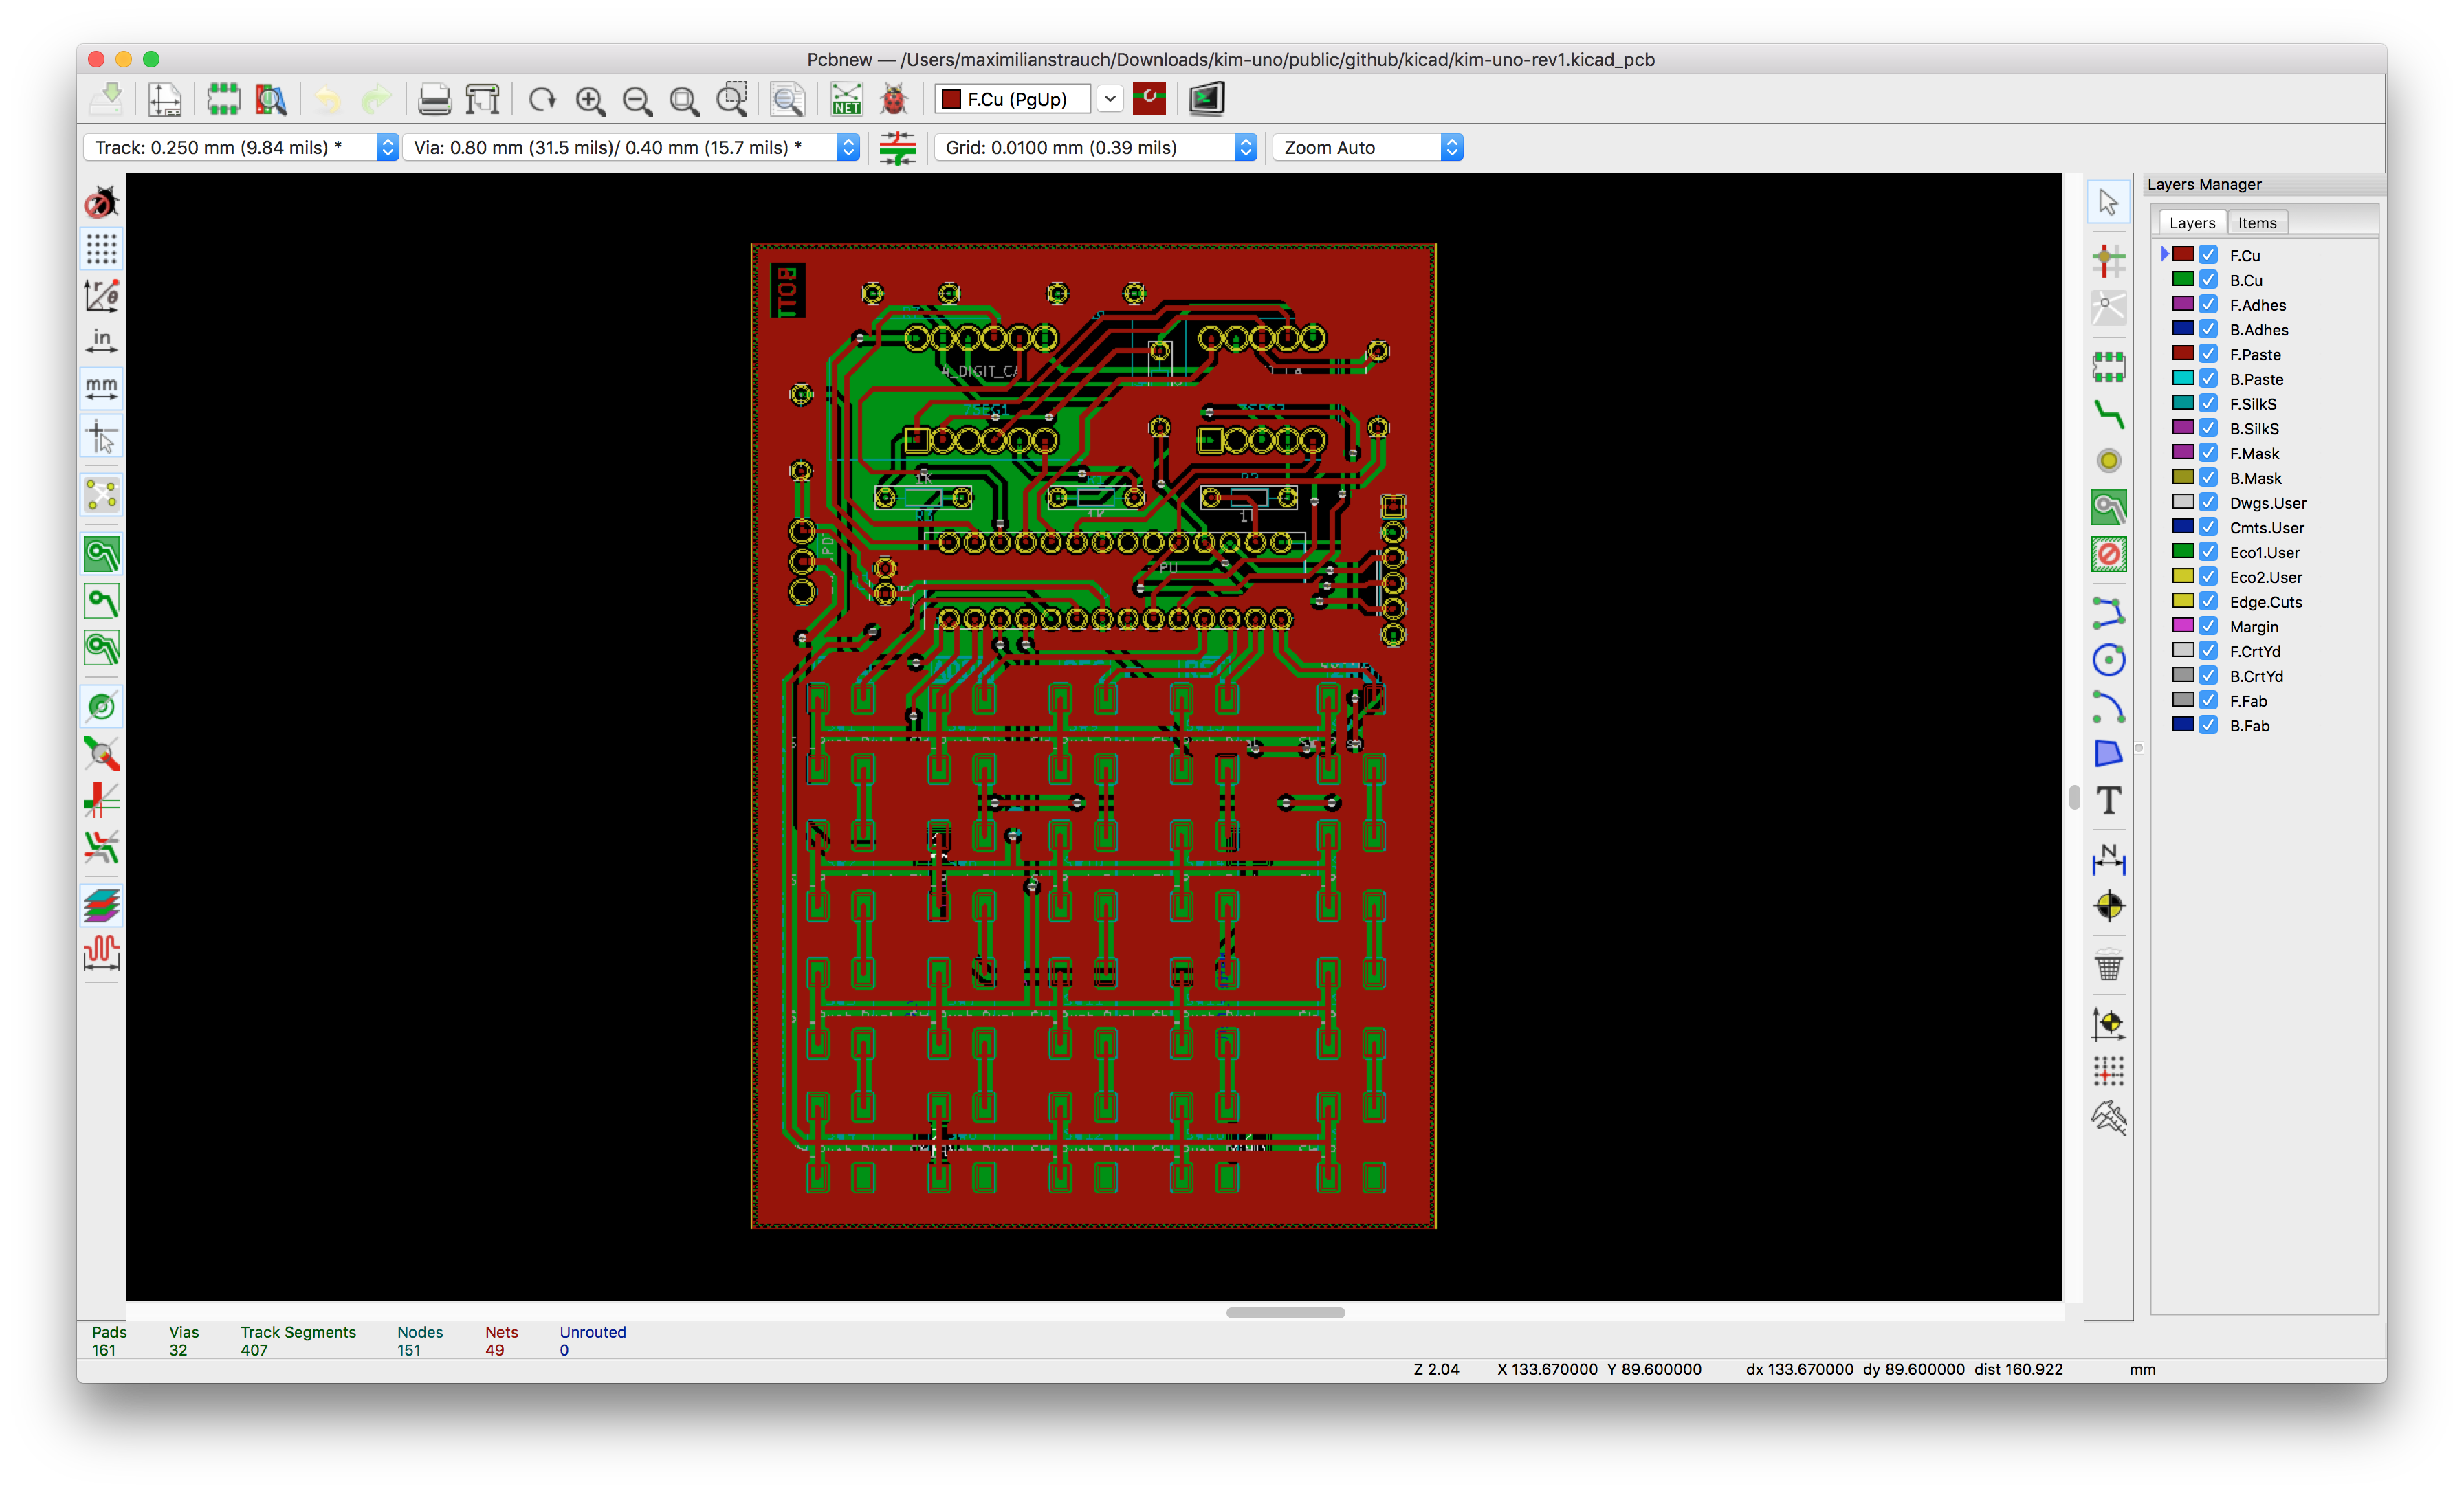 Pcbnew — /Users/maximilianstrauch/Downloads/kim-uno/public/github/kicad/kim-uno-rev1.kicad_pcb
NET
F.Cu (PgUp)
Track: 0.250 mm (9.84 mils) *
Via: 0.80 mm (31.5 mils)/ 0.40 mm (15.7 mils) *
Grid: 0.0100 mm (0.39 mils)
Zoom Auto
in
mm
T
N
Layers Manager
Layers
Items
F.Cu
B.Cu
F.Adhes
B.Adhes
F.Paste
B.Paste
F.SilkS
B.SilkS
F.Mask
B.Mask
Dwgs.User
Cmts.User
Eco1.User
Eco2.User
Edge.Cuts
Margin
F.CrtYd
B.CrtYd
F.Fab
B.Fab
4_DIGIT_CA
7SEG1
1K
Pads
161
Vias
32
Track Segments
407
Nodes
151
Nets
49
Unrouted
0
Z 2.04
X 133.670000 Y 89.600000
dx 133.670000 dy 89.600000 dist 160.922
mm